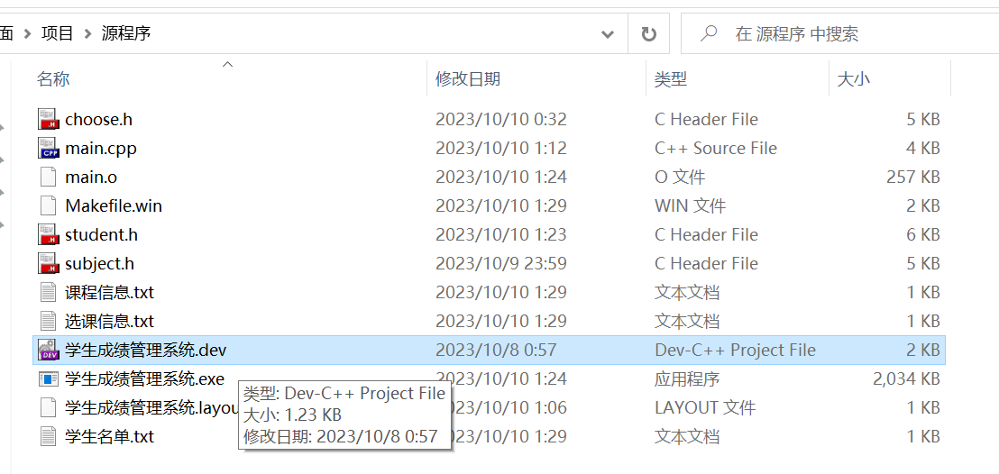 面 > 项目 > 源程序 在 源程序 中搜索
名称 修改日期 类型 大小
choose.h 2023/10/10 0:32 C Header File 5 KB
main.cpp 2023/10/10 1:12 C++ Source File 4 KB
main.o 2023/10/10 1:24 O 文件 257 KB
Makefile.win 2023/10/10 1:29 WIN 文件 2 KB
student.h 2023/10/10 1:23 C Header File 6 KB
subject.h 2023/10/9 23:59 C Header File 5 KB
课程信息.txt 2023/10/10 1:29 文本文档 1 KB
选课信息.txt 2023/10/10 1:29 文本文档 1 KB
学生成绩管理系统.dev 2023/10/8 0:57 Dev-C++ Project File 2 KB
学生成绩管理系统.exe 2023/10/10 1:24 应用程序 2,034 KB
学生成绩管理系统.layou 023/10/10 1:06 LAYOUT 文件 1 KB
学生名单.txt 023/10/10 1:29 文本文档 1 KB
类型: Dev-C++ Project File
大小: 1.23 KB
修改日期: 2023/10/8 0:57